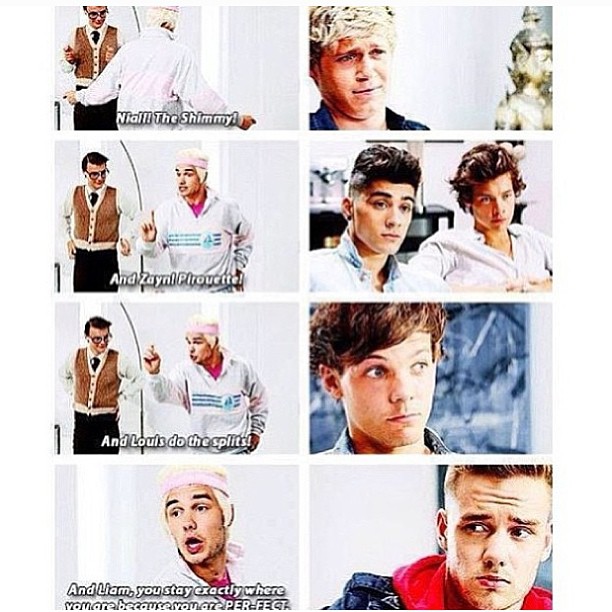 Niall! The Shimmy!
And Zayn! Pirouette!
And Louis do the splits!
And Liam, you stay exactly where
you are because you are PER-FECT.